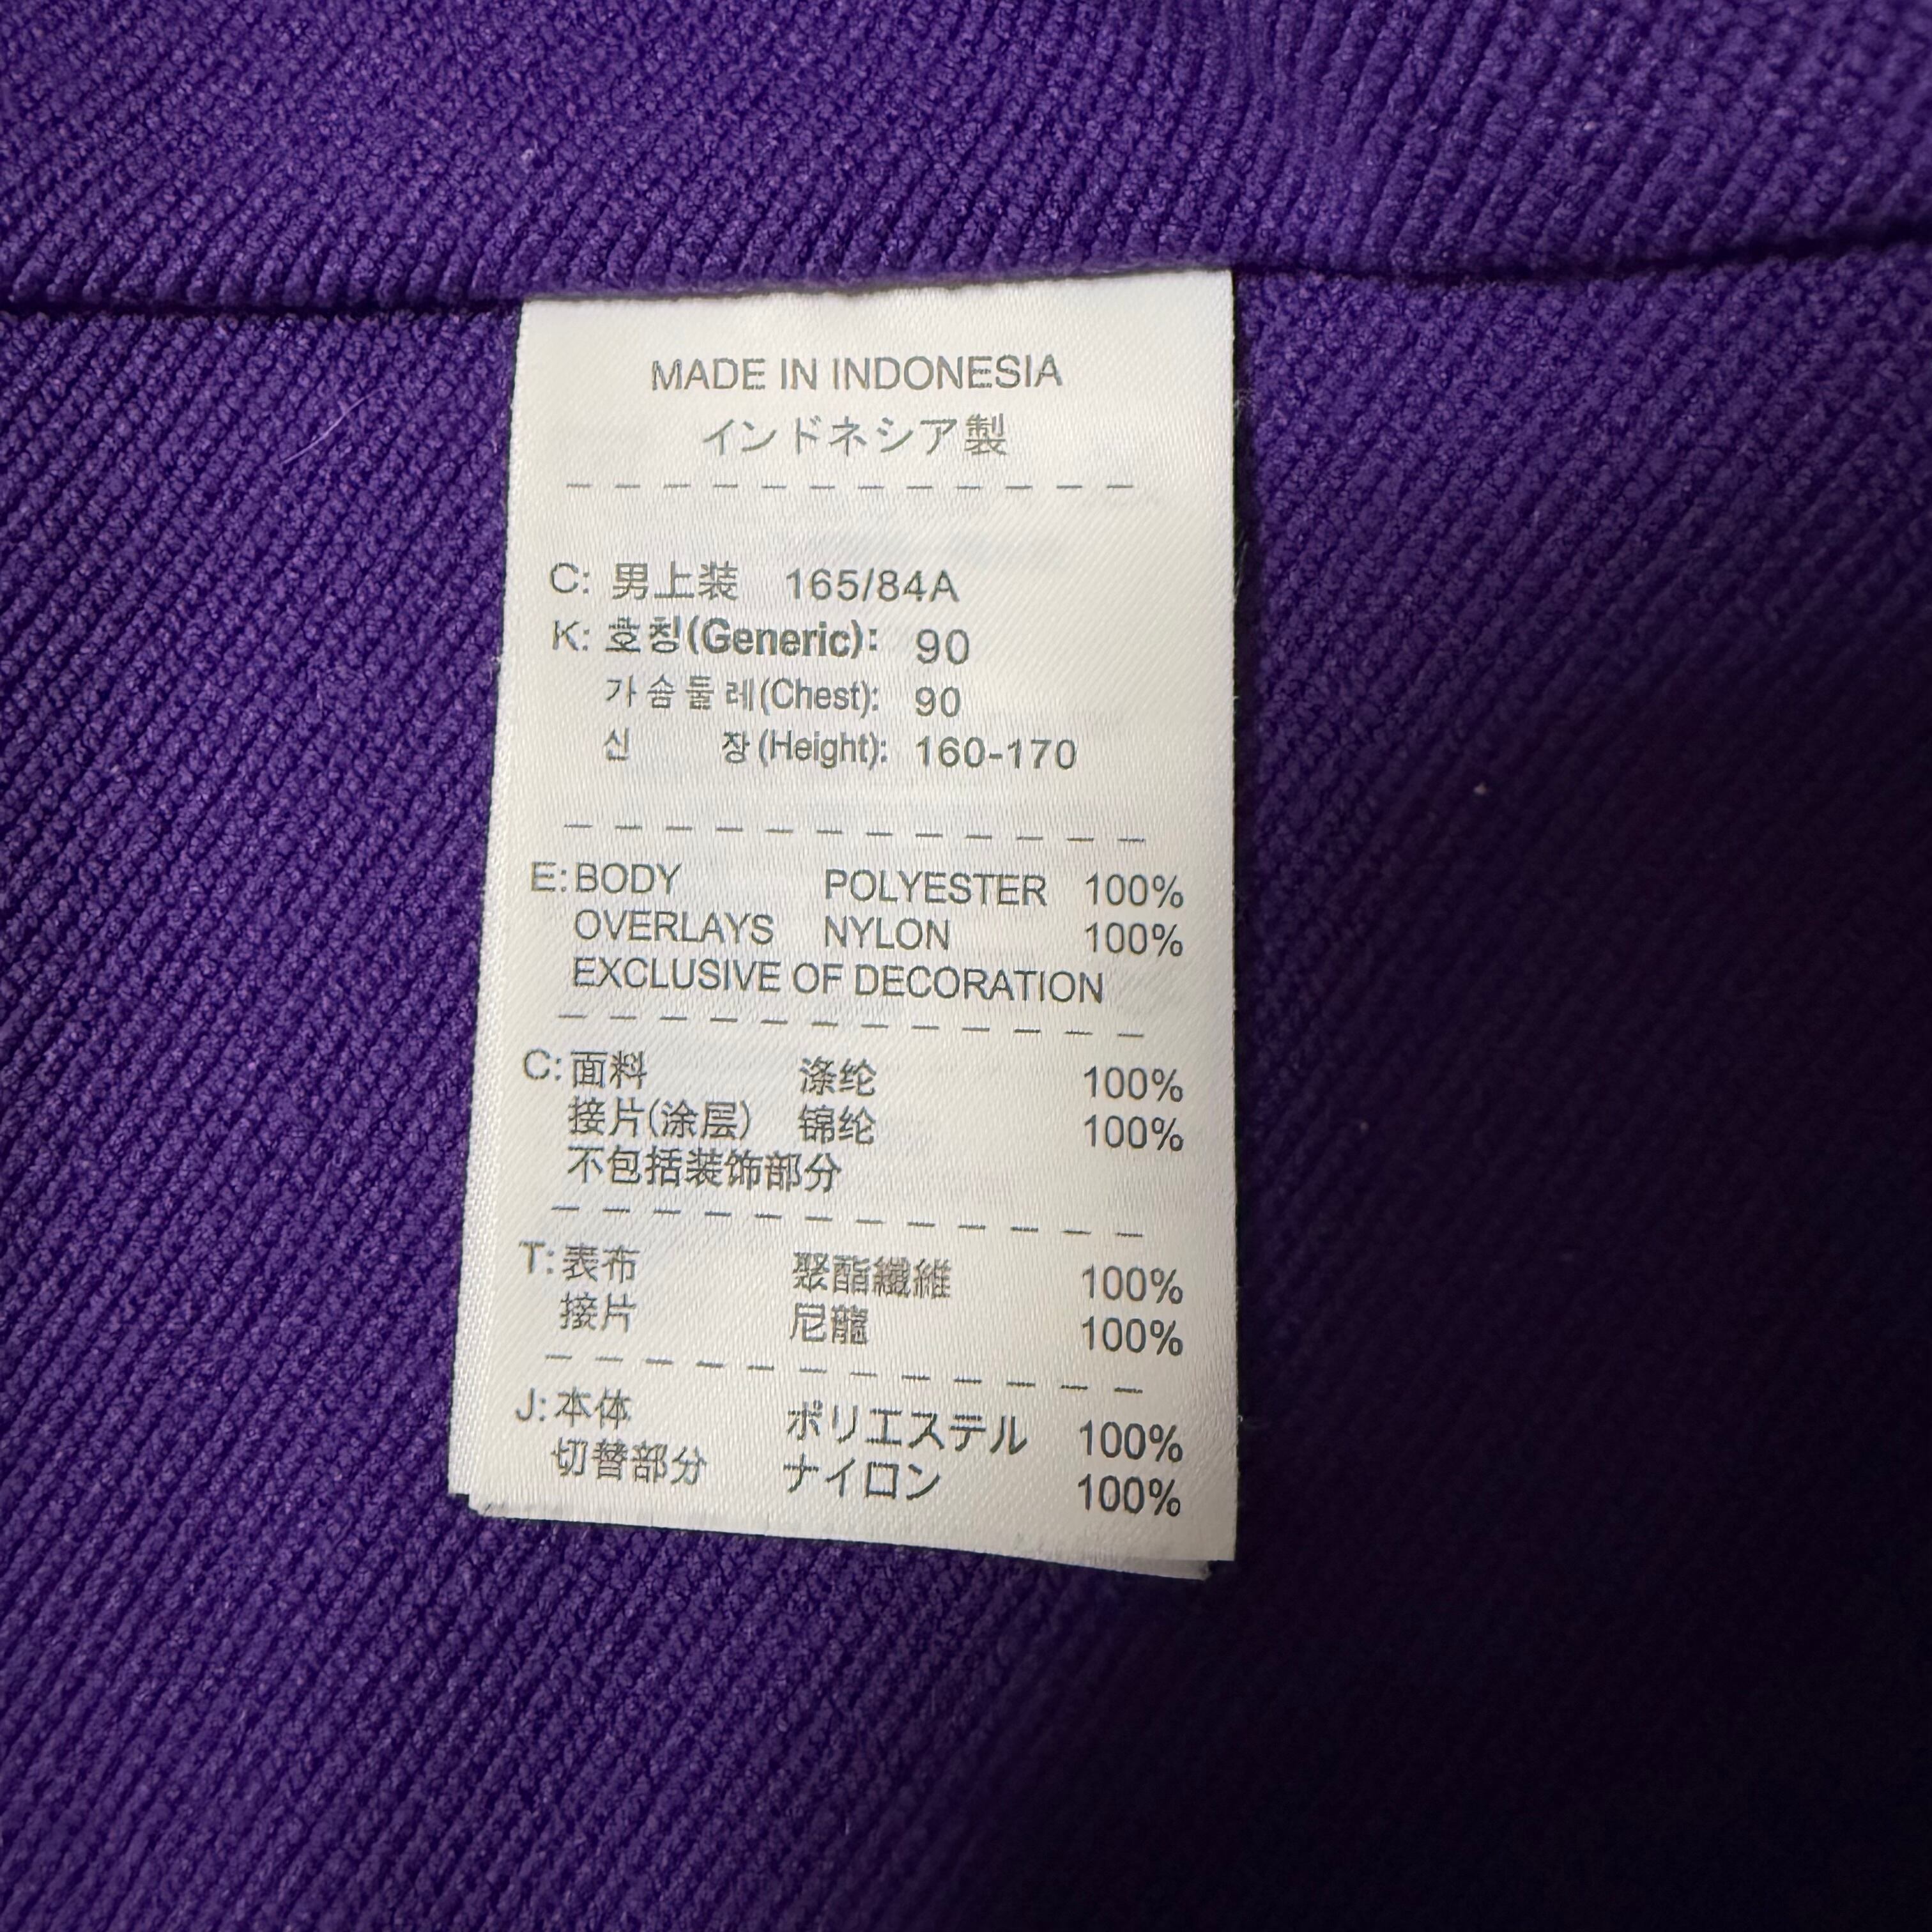 MADE IN INDONESIA
インドネシア製
C: 男上装 165/84A
K: 호칭(Generic): 90
가슴둘레(Chest): 90
신 장(Height): 160-170
E: BODY POLYESTER 100%
OVERLAYS NYLON 100%
EXCLUSIVE OF DECORATION
C: 面料 涤纶 100%
接片(涂层) 锦纶 100%
不包括装饰部分
T: 表布 聚酯纖維 100%
接片 尼龍 100%
J: 本体 ポリエステル 100%
切替部分 ナイロン 100%